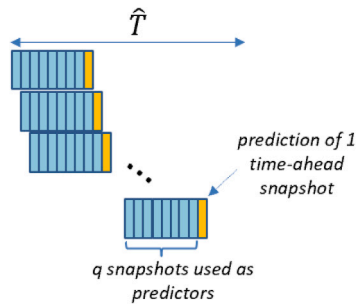 T̂
prediction of 1
time-ahead
snapshot
q snapshots used as
predictors